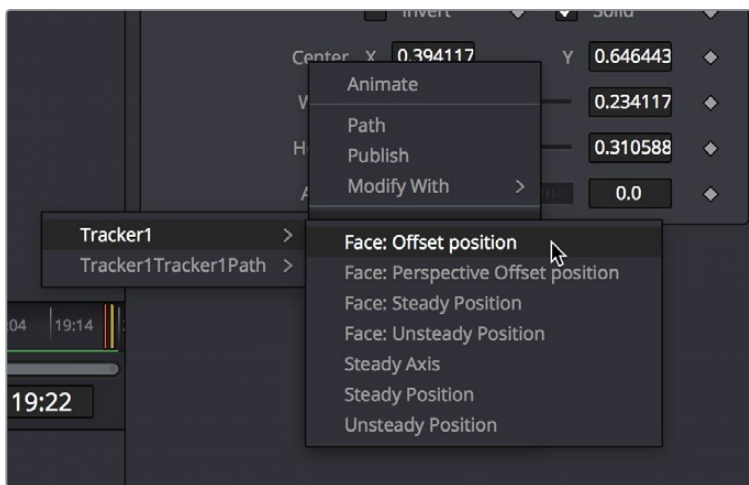 Invert Solid
Center X 0.394117 Y 0.646443
Animate
0.234117
Path
Publish
0.310588
Modify With >
0.0
Tracker1 >
Tracker1Tracker1Path >
Face: Offset position
Face: Perspective Offset position
Face: Steady Position
Face: Unsteady Position
Steady Axis
Steady Position
Unsteady Position
:04 19:14
19:22